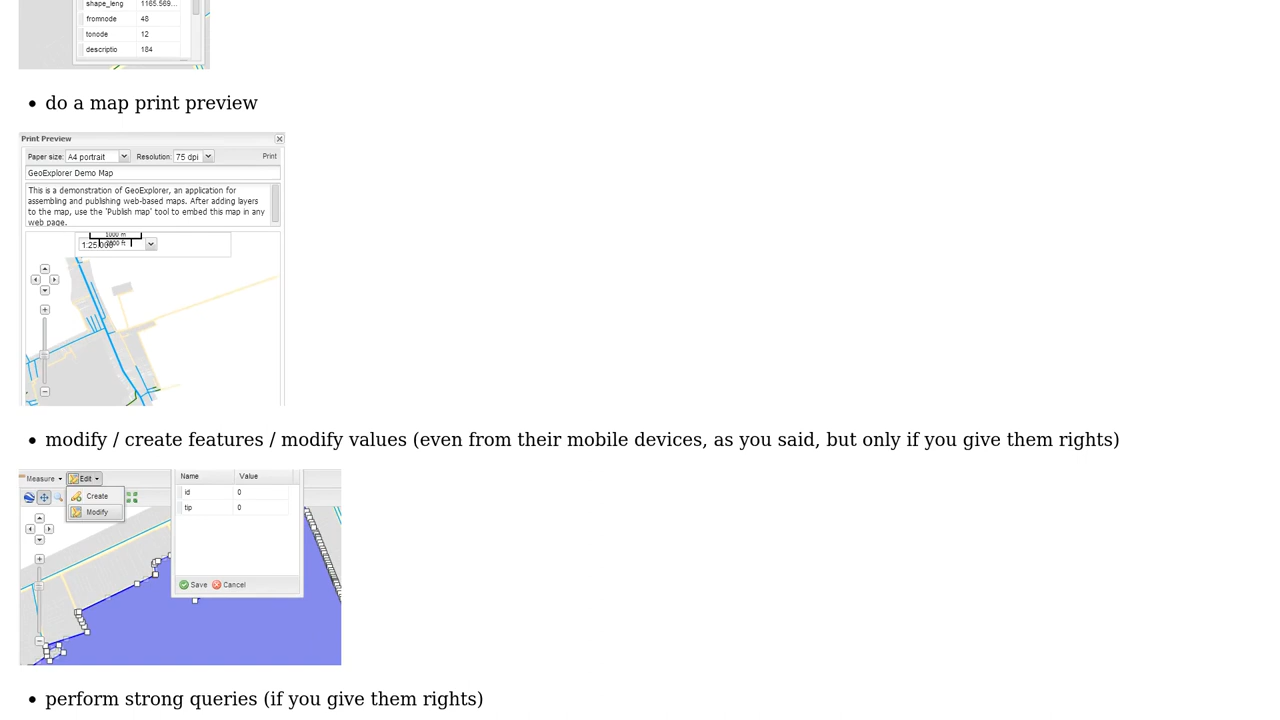 shape_leng 1165.569...
fromnode 48
tonode 12
descriptio 184
• do a map print preview
Print Preview
Paper size: A4 portrait Resolution: 75 dpi Print
GeoExplorer Demo Map
This is a demonstration of GeoExplorer, an application for
assembling and publishing web-based maps. After adding layers
to the map, use the 'Publish map' tool to embed this map in any
web page.
1000 m
1:25,000
• modify / create features / modify values (even from their mobile devices, as you said, but only if you give them rights)
Measure Edit Name Value
Create id 0
Modify tip 0
Save Cancel
• perform strong queries (if you give them rights)